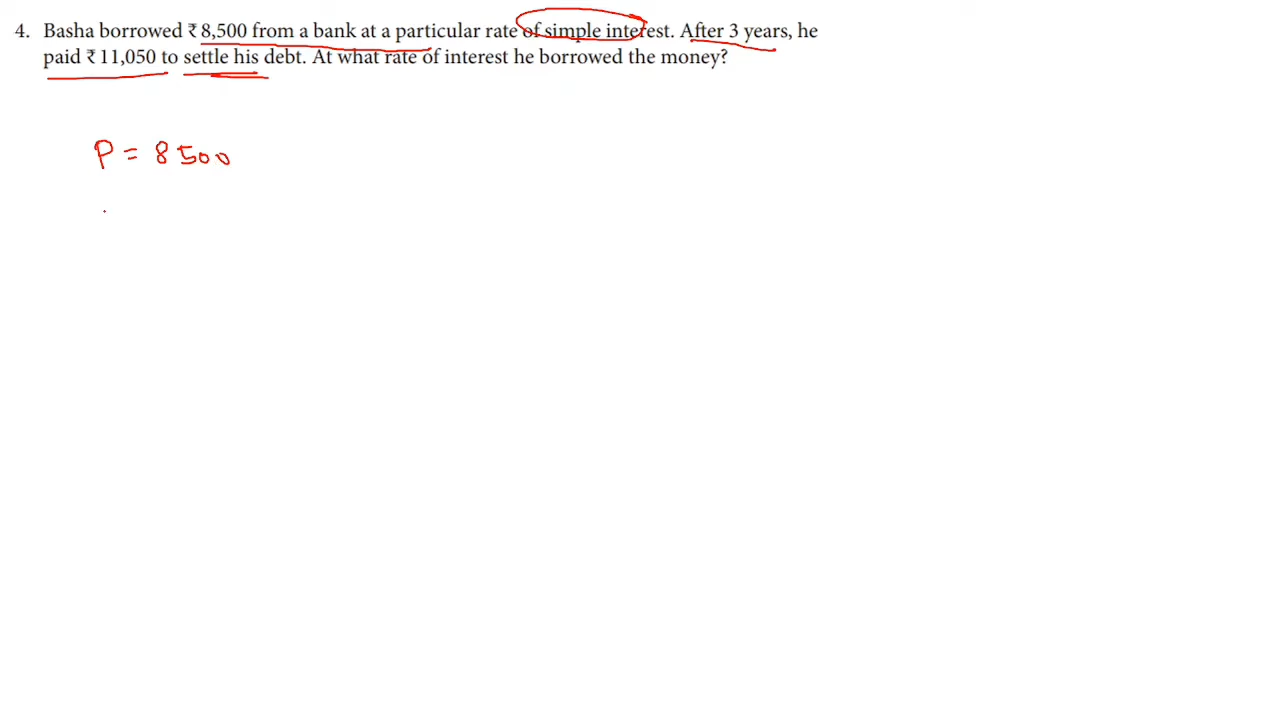 4. Basha borrowed ₹ 8,500 from a bank at a particular rate of simple interest. After 3 years, he
paid ₹ 11,050 to settle his debt. At what rate of interest he borrowed the money?
P = 8500